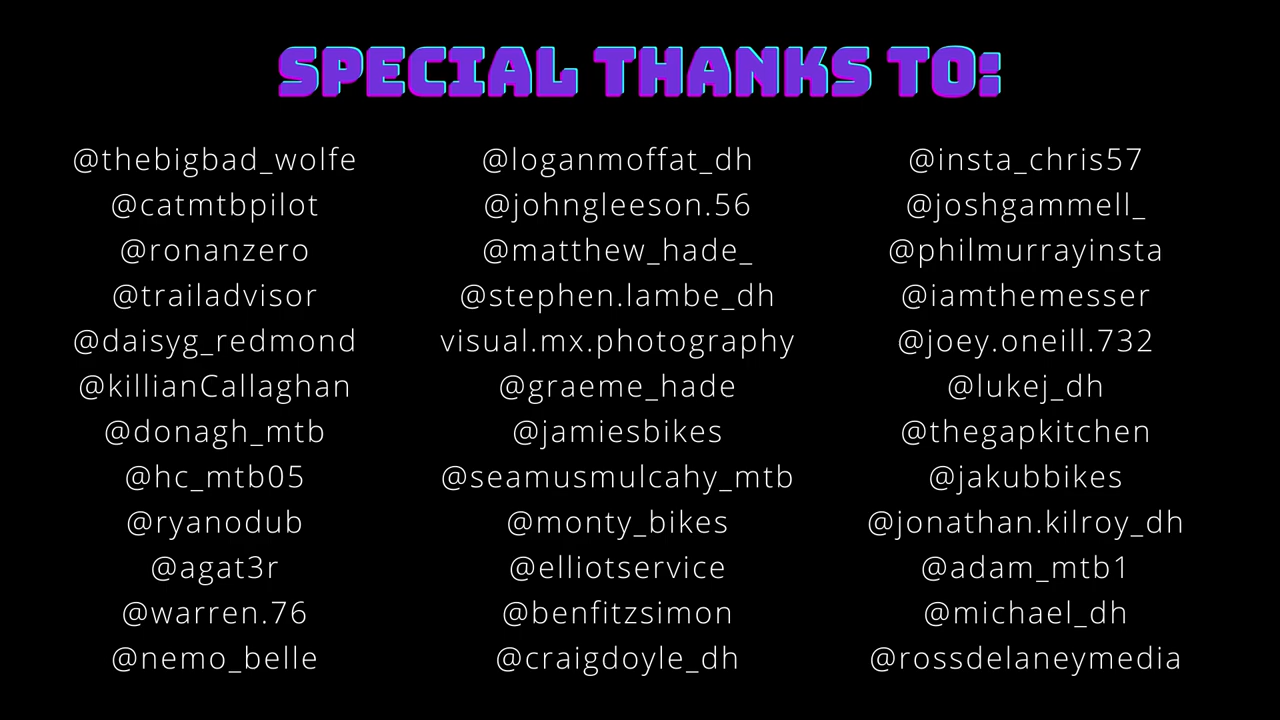 SPECIAL THANKS TO:
@thebigbad_wolfe
@catmtbpilot
@ronanzero
@trailadvisor
@daisyg_redmond
@killianCallaghan
@donagh_mtb
@hc_mtb05
@ryanodub
@agat3r
@warren.76
@nemo_belle
@loganmoffat_dh
@johngleeson.56
@matthew_hade_
@stephen.lambe_dh
visual.mx.photography
@graeme_hade
@jamiesbikes
@seamusmulcahy_mtb
@monty_bikes
@elliotservice
@benfitzsimon
@craigdoyle_dh
@insta_chris57
@joshgammell_
@philmurrayinsta
@iamthemesser
@joey.oneill.732
@lukej_dh
@thegapkitchen
@jakubbikes
@jonathan.kilroy_dh
@adam_mtb1
@michael_dh
@rossdelaneymedia